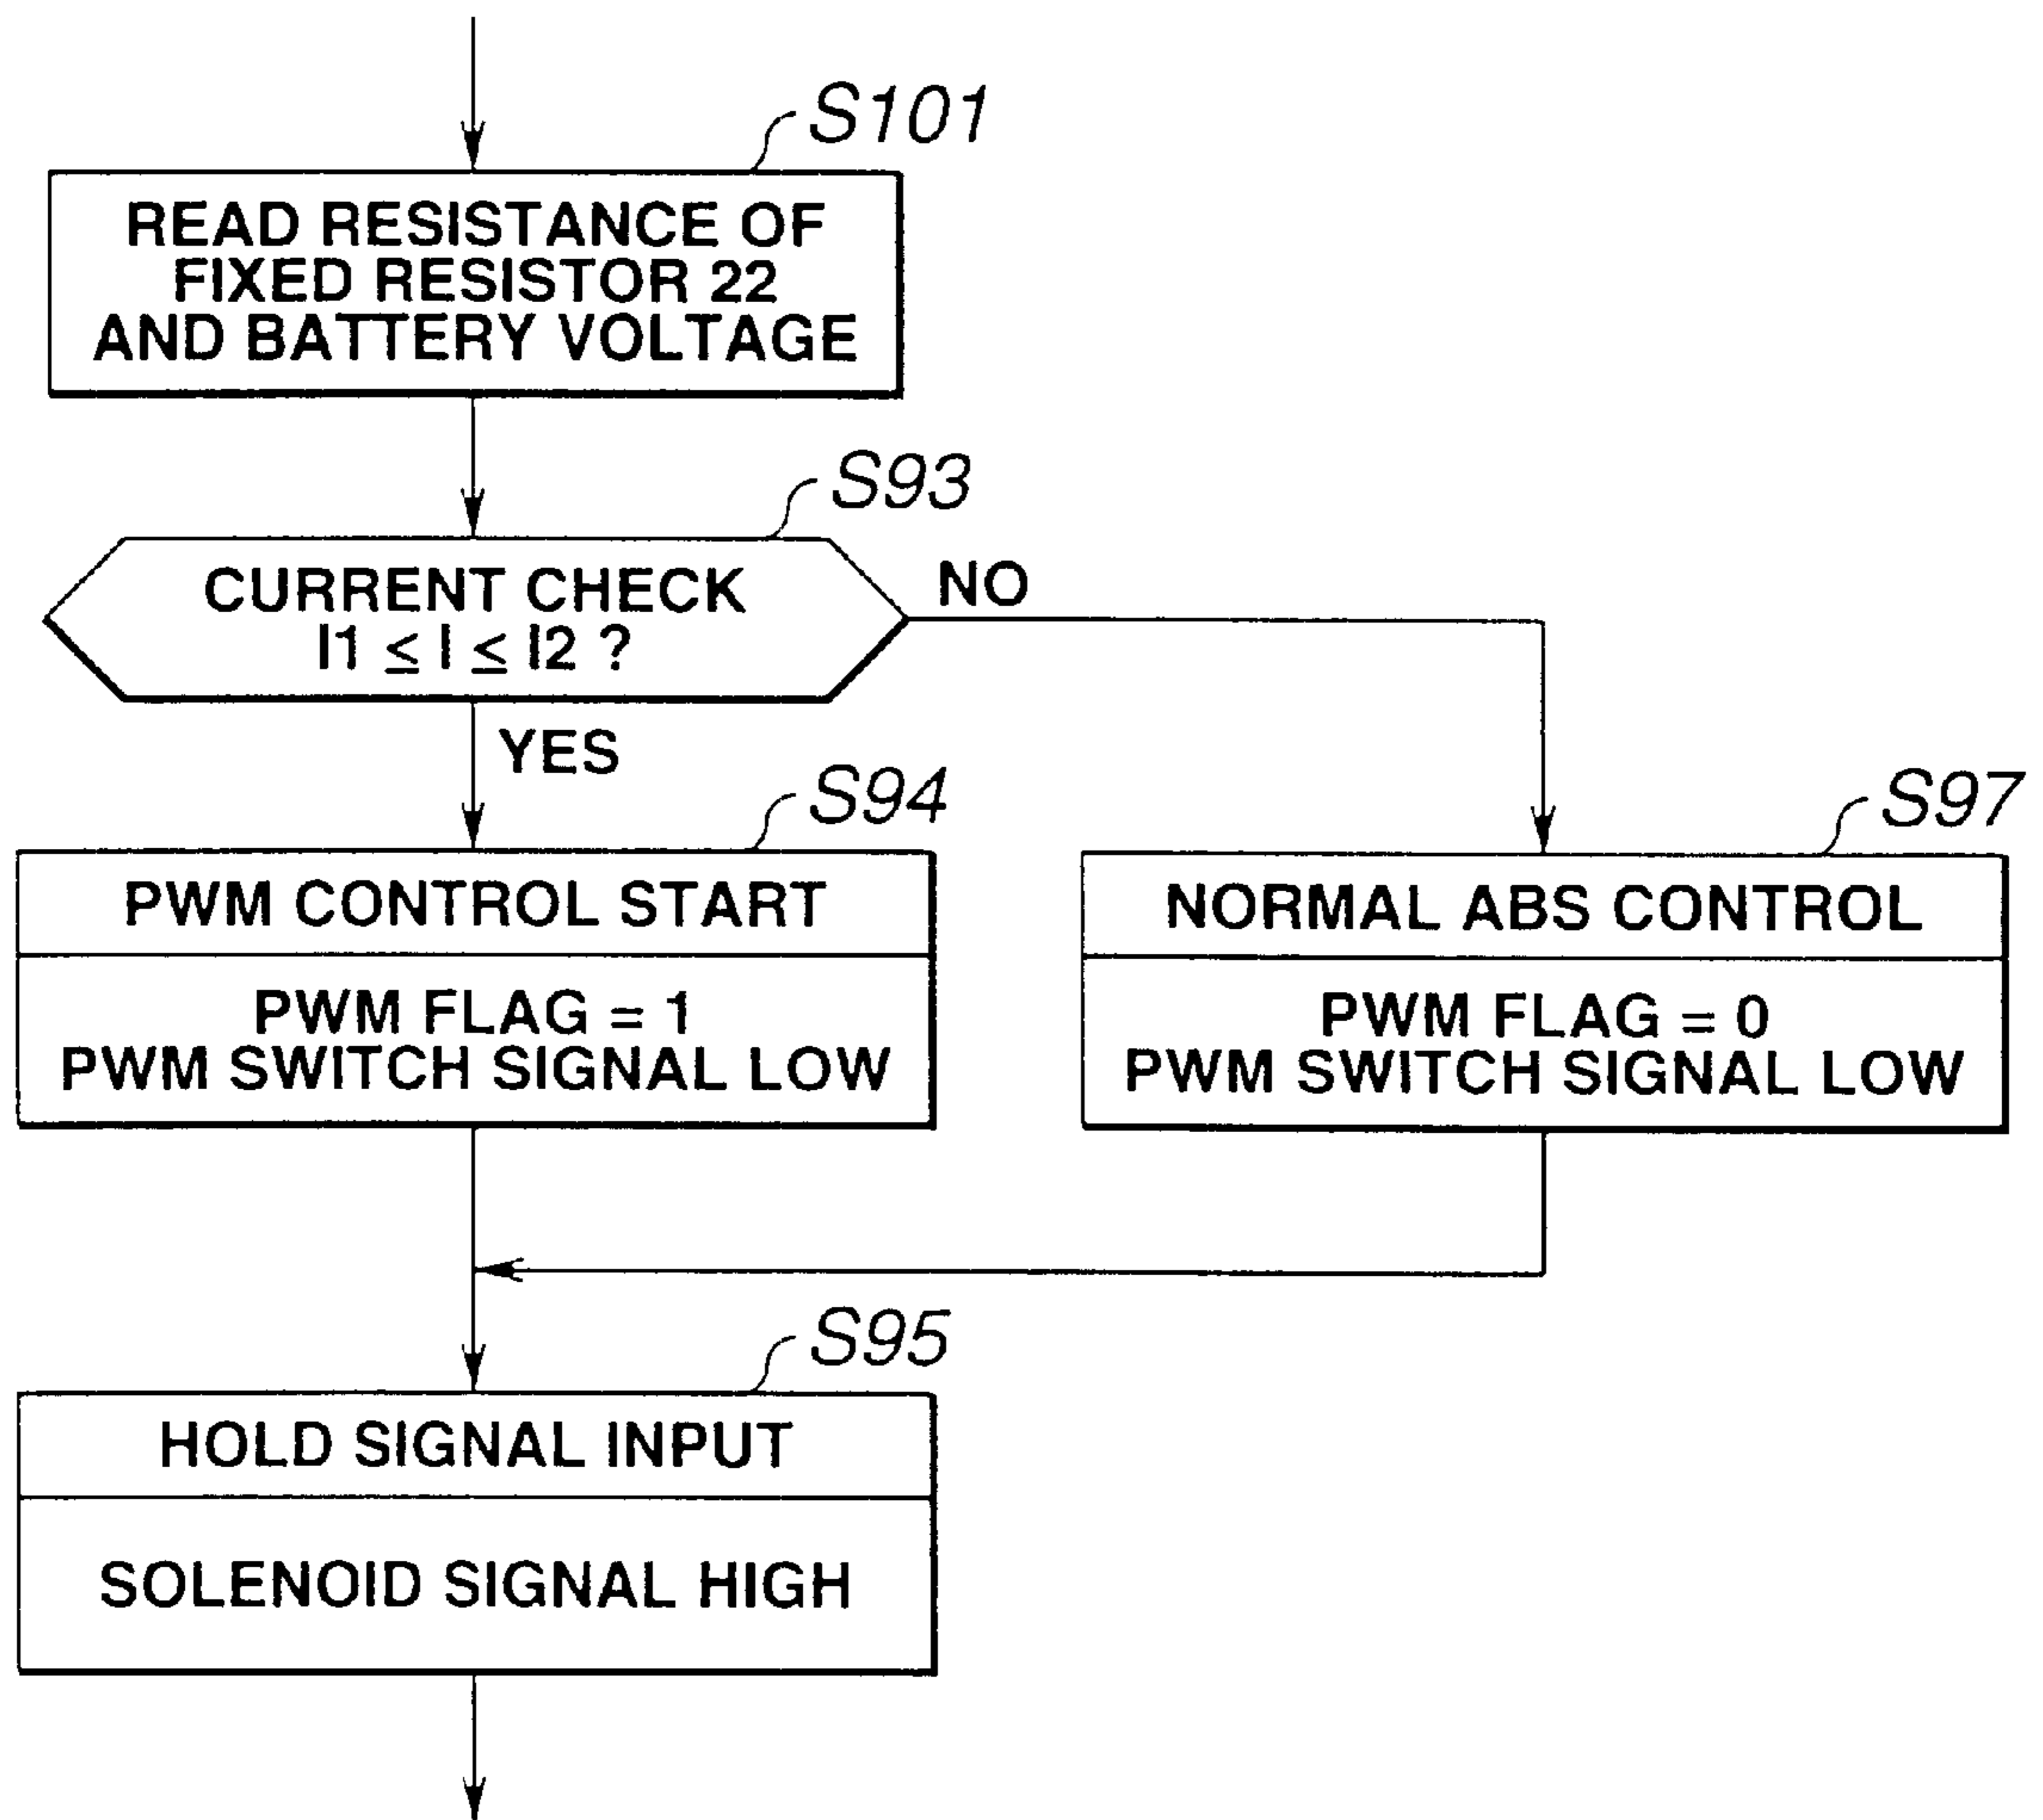 S101
READ RESISTANCE OF
FIXED RESISTOR 22
AND BATTERY VOLTAGE
S93
CURRENT CHECK
I1 ≤ I ≤ I2 ?
NO
YES
S94
PWM CONTROL START
PWM FLAG = 1
PWM SWITCH SIGNAL LOW
S97
NORMAL ABS CONTROL
PWM FLAG = 0
PWM SWITCH SIGNAL LOW
S95
HOLD SIGNAL INPUT
SOLENOID SIGNAL HIGH